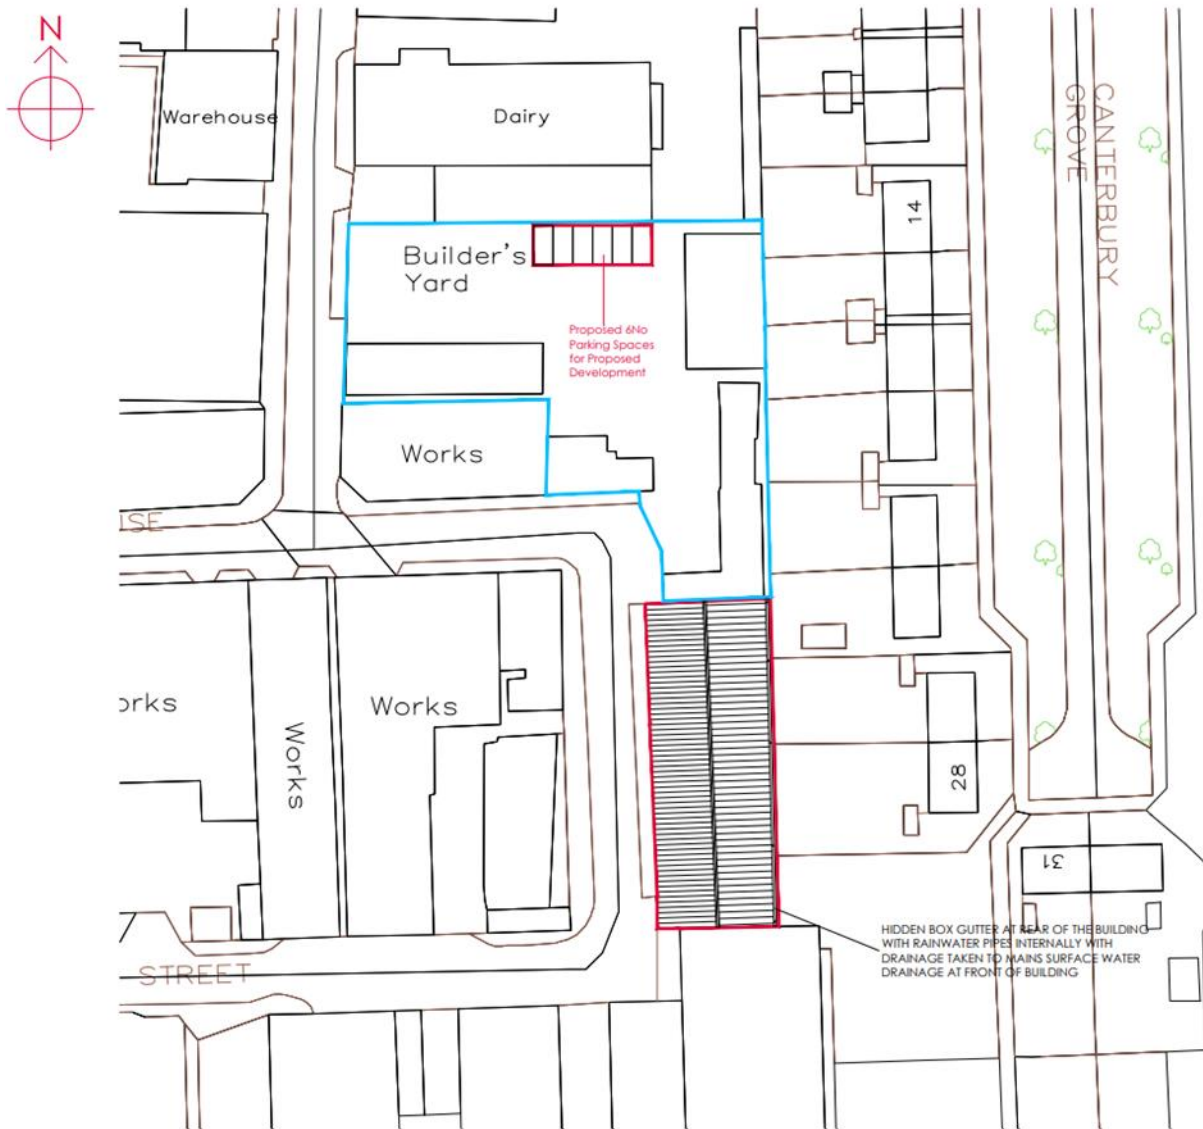 N
Warehouse
Dairy
CANTERBURY
GROVE
14
Builder's
Yard
Proposed 6No
Parking Spaces
for Proposed
Development
Works
ISE
orks
Works
Works
28
31
HIDDEN BOX GUTTER AT REAR OF THE BUILDING
WITH RAINWATER PIPES INTERNALLY WITH
DRAINAGE TAKEN TO MAINS SURFACE WATER
DRAINAGE AT FRONT OF BUILDING
STREET